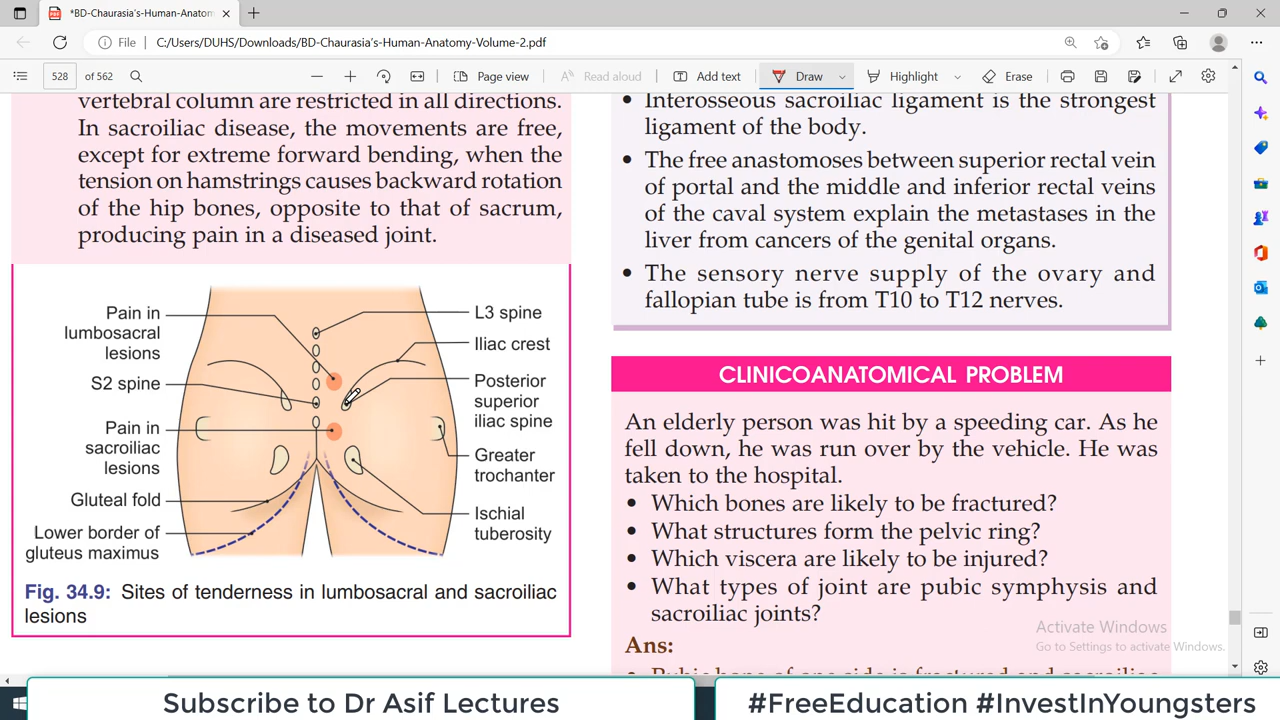 *BD-Chaurasia's-Human-Anatom
File
C:/Users/DUHS/Downloads/BD-Chaurasia's-Human-Anatomy-Volume-2.pdf
528
of 562
Page view
Read aloud
Add text
Draw
Highlight
Erase
vertebral column are restricted in all directions.
In sacroiliac disease, the movements are free,
except for extreme forward bending, when the
tension on hamstrings causes backward rotation
of the hip bones, opposite to that of sacrum,
producing pain in a diseased joint.
Pain in
lumbosacral
lesions
S2 spine
Pain in
sacroiliac
lesions
Gluteal fold
Lower border of
gluteus maximus
L3 spine
Iliac crest
Posterior
superior
iliac spine
Greater
trochanter
Ischial
tuberosity
Fig. 34.9: Sites of tenderness in lumbosacral and sacroiliac
lesions
• Interosseous sacroiliac ligament is the strongest
ligament of the body.
• The free anastomoses between superior rectal vein
of portal and the middle and inferior rectal veins
of the caval system explain the metastases in the
liver from cancers of the genital organs.
• The sensory nerve supply of the ovary and
fallopian tube is from T10 to T12 nerves.
CLINICOANATOMICAL PROBLEM
An elderly person was hit by a speeding car. As he
fell down, he was run over by the vehicle. He was
taken to the hospital.
• Which bones are likely to be fractured?
• What structures form the pelvic ring?
• Which viscera are likely to be injured?
• What types of joint are pubic symphysis and
sacroiliac joints?
Ans:
• Pubic bone of one side is fractured and sacroiliac
Activate Windows
Go to Settings to activate Windows.
Subscribe to Dr Asif Lectures
#FreeEducation #InvestInYoungsters